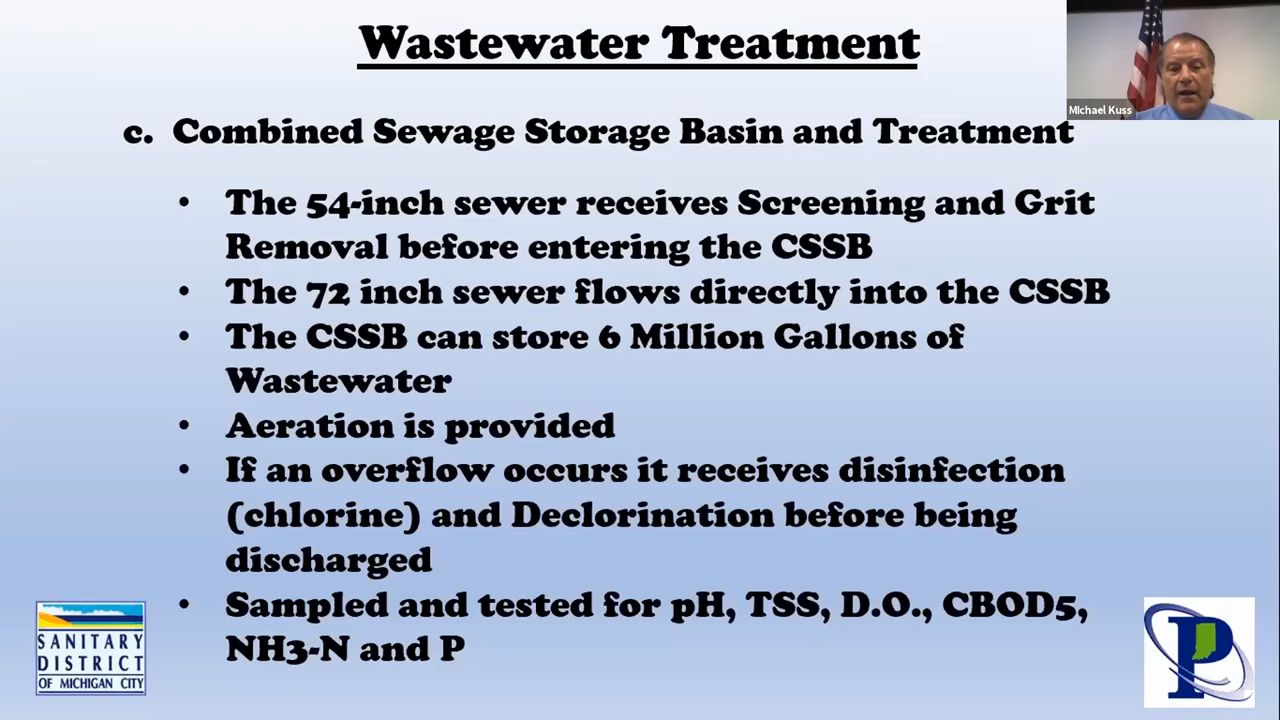 Wastewater Treatment
MIchael Kuss
c. Combined Sewage Storage Basin and Treatment
• The 54-inch sewer receives Screening and Grit
Removal before entering the CSSB
• The 72 inch sewer flows directly into the CSSB
• The CSSB can store 6 Million Gallons of
Wastewater
• Aeration is provided
• If an overflow occurs it receives disinfection
(chlorine) and Declorination before being
discharged
• Sampled and tested for pH, TSS, D.O., CBOD5,
NH3-N and P
SANITARY
DISTRICT
OF MICHIGAN CITY
P